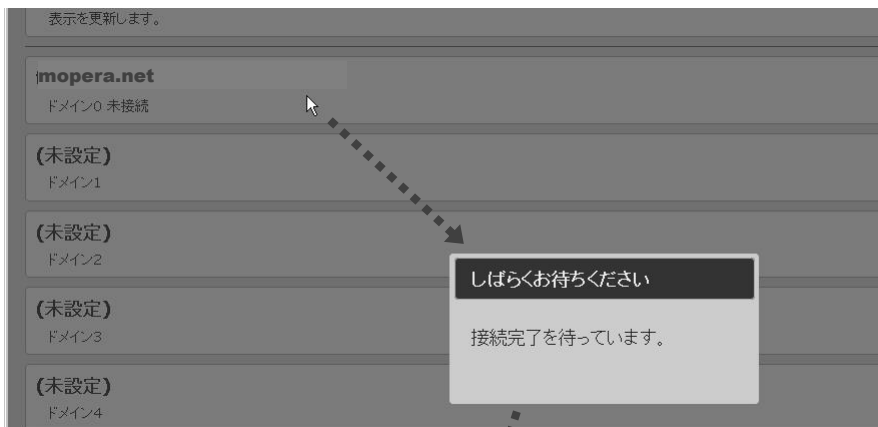 表示を更新します。
mopera.net
ドメイン0 未接続
(未設定)
ドメイン1
(未設定)
ドメイン2
(未設定)
ドメイン3
(未設定)
ドメイン4
しばらくお待ちください
接続完了を待っています。